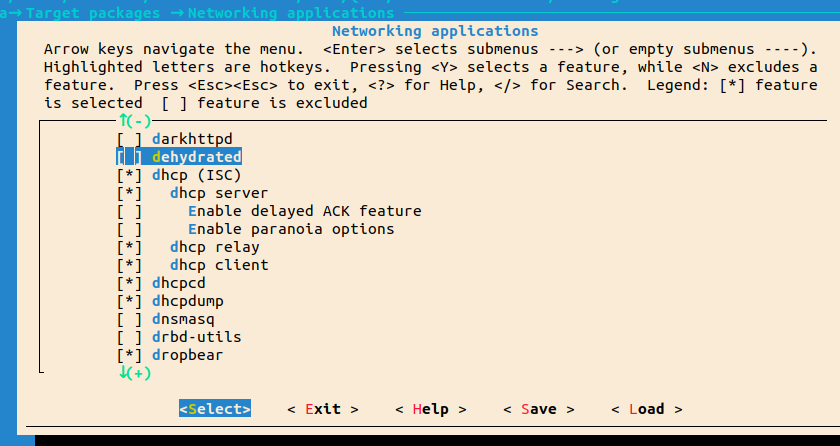 a→Target packages →Networking applications
Networking applications
Arrow keys navigate the menu.  <Enter> selects submenus ---> (or empty submenus ----).
Highlighted letters are hotkeys.  Pressing <Y> selects a feature, while <N> excludes a
feature.  Press <Esc><Esc> to exit, <?> for Help, </> for Search.  Legend: [*] feature
is selected  [ ] feature is excluded
↑(-)
[ ] darkhttpd
[ ] dehydrated
[*] dhcp (ISC)
[*]   dhcp server
[ ]     Enable delayed ACK feature
[ ]     Enable paranoia options
[*]   dhcp relay
[*]   dhcp client
[*] dhcpcd
[*] dhcpdump
[ ] dnsmasq
[ ] drbd-utils
[*] dropbear
↓(+)
<Select>    < Exit >    < Help >    < Save >    < Load >